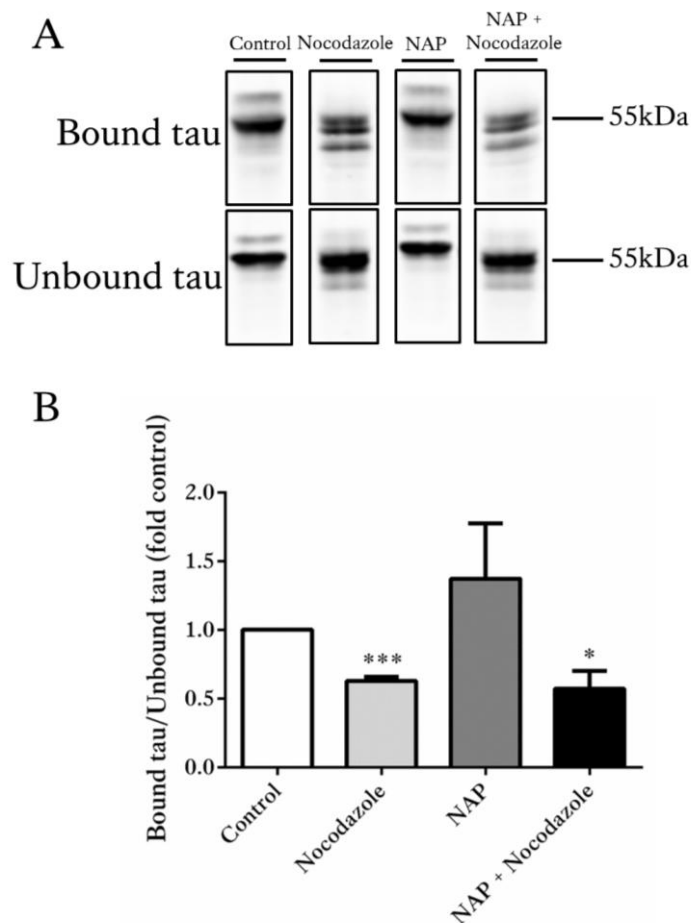 A
Control Nocodazole NAP NAP + Nocodazole
Bound tau
55kDa
Unbound tau
55kDa
B
Bound tau/Unbound tau (fold control)
2.0
1.5
1.0
0.5
0.0
***
*
Control
Nocodazole
NAP
NAP + Nocodazole